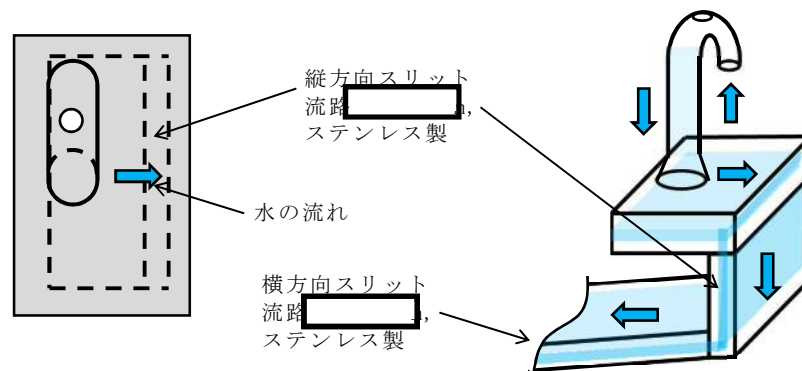 縦方向スリット
流路
ステンレス製
水の流れ
横方向スリット
流路
ステンレス製